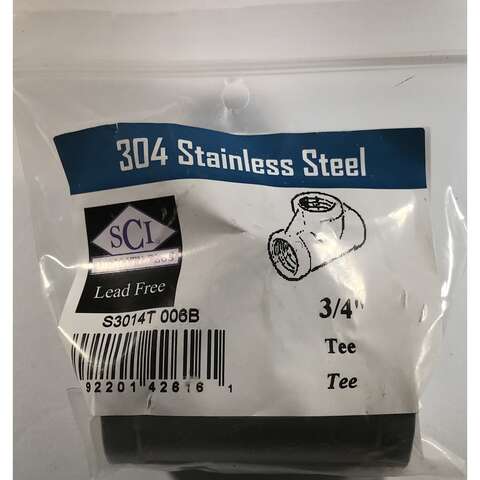 304 Stainless Steel
SCI
Lead Free
S3014T 006B
92201 42616 1
3/4"
Tee
Tee